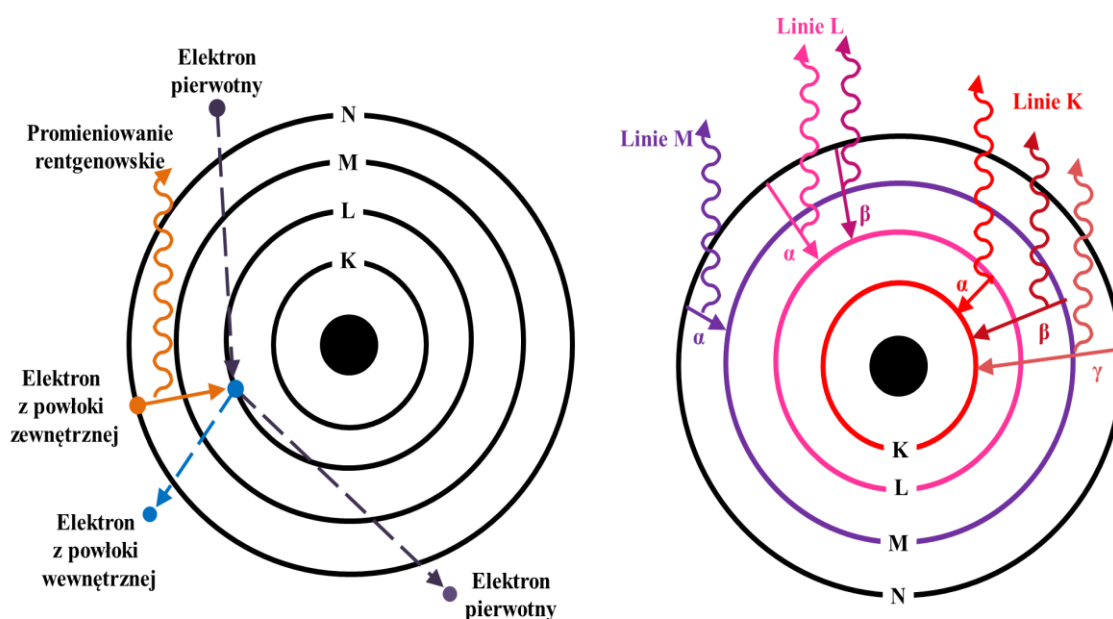 Elektron
pierwotny
Promieniowanie
rentgenowskie
N
M
L
K
Elektron
z powłoki
zewnętrznej
Elektron
z powłoki
wewnętrznej
Elektron
pierwotny
Linie L
Linie K
Linie M
β
α
α
α
β
γ
K
L
M
N